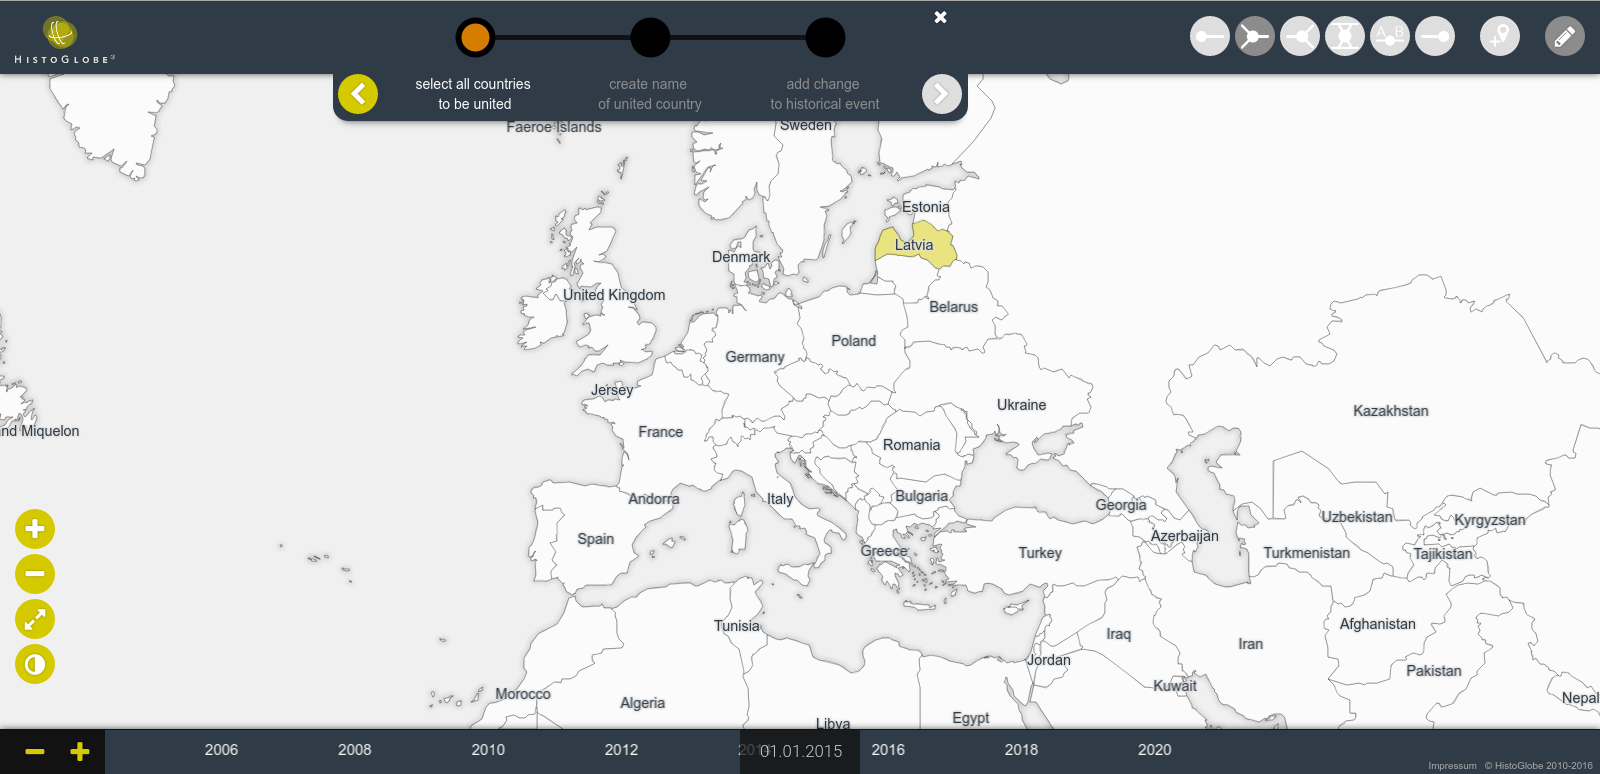 HistoGlobe
select all countries
to be united
create name
of united country
add change
to historical event
A B
Faeroe Islands
Sweden
Estonia
Latvia
Denmark
United Kingdom
Belarus
Poland
Germany
Jersey
Ukraine
Kazakhstan
nd Miquelon
France
Romania
Andorra
Italy
Bulgaria
Georgia
Uzbekistan
Kyrgyzstan
Spain
Azerbaijan
Greece
Turkey
Turkmenistan
Tajikistan
Tunisia
Iraq
Iran
Afghanistan
Jordan
Pakistan
Kuwait
Morocco
Algeria
Nepal
Libya
Egypt
2006 2008 2010 2012 01.01.2015 2016 2018 2020
Impressum © HistoGlobe 2010-2016